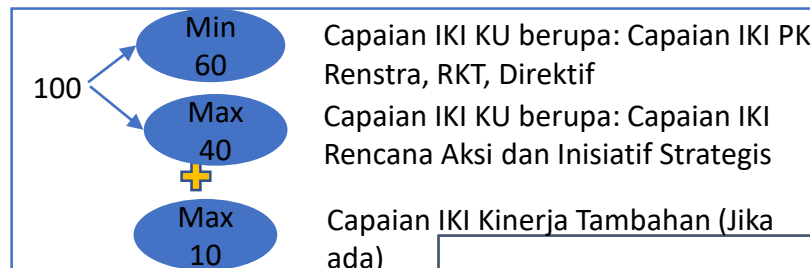 Min
60
Capaian IKI KU berupa: Capaian IKI PK
Renstra, RKT, Direktif
100
Max
40
Capaian IKI KU berupa: Capaian IKI
Rencana Aksi dan Inisiatif Strategis
Max
10
Capaian IKI Kinerja Tambahan (Jika
ada)